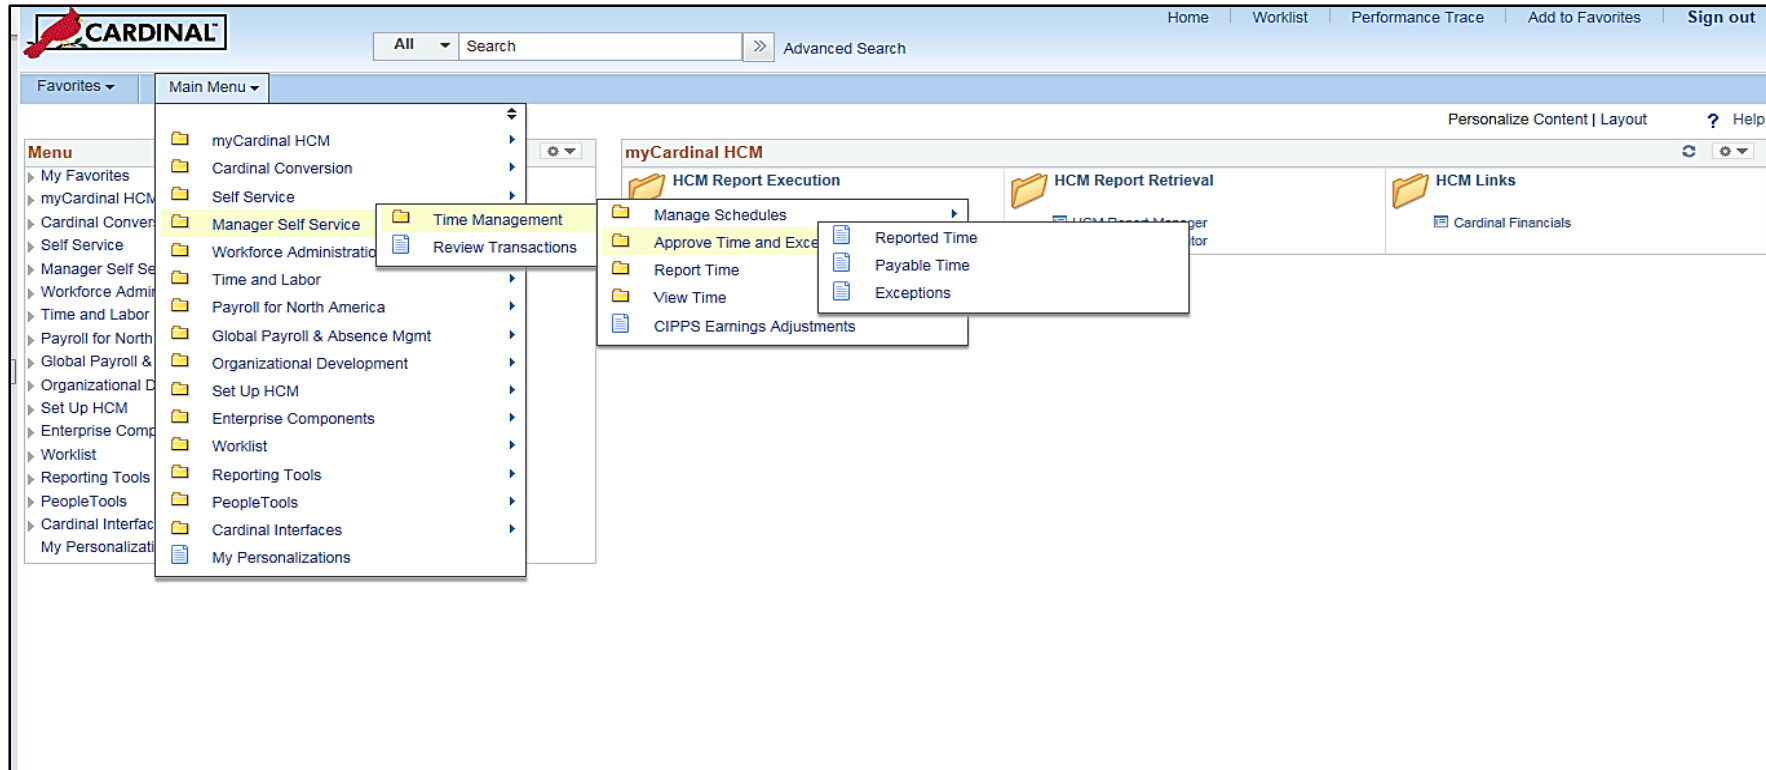 CARDINAL™
All
Search
Advanced Search
Home
Worklist
Performance Trace
Add to Favorites
Sign out
Favorites
Main Menu
Personalize Content | Layout
? Help
Menu
My Favorites
myCardinal HCM
Cardinal Conver
Self Service
Manager Self Se
Workforce Admin
Time and Labor
Payroll for North
Global Payroll &
Organizational D
Set Up HCM
Enterprise Comp
Worklist
Reporting Tools
PeopleTools
Cardinal Interfac
My Personalizati
myCardinal HCM
Cardinal Conversion
Self Service
Manager Self Service
Workforce Administratio
Time and Labor
Payroll for North America
Global Payroll & Absence Mgmt
Organizational Development
Set Up HCM
Enterprise Components
Worklist
Reporting Tools
PeopleTools
Cardinal Interfaces
My Personalizations
Time Management
Review Transactions
Manage Schedules
Approve Time and Exce
Report Time
View Time
CIPPS Earnings Adjustments
Reported Time
Payable Time
Exceptions
myCardinal HCM
HCM Report Execution
HCM Report Retrieval
HCM Report Manager
itor
HCM Links
Cardinal Financials